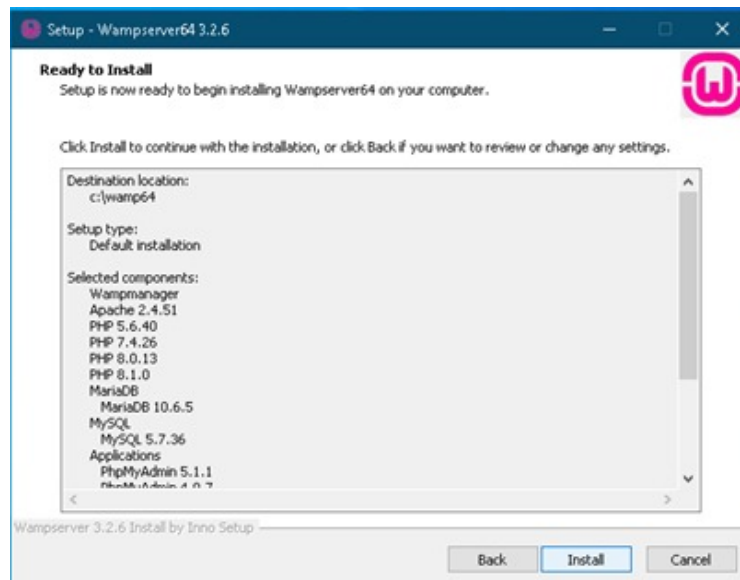 Setup - Wampserver64 3.2.6
Ready to Install
Setup is now ready to begin installing Wampserver64 on your computer.
Click Install to continue with the installation, or click Back if you want to review or change any settings.
Destination location:
c:\wamp64
Setup type:
Default installation
Selected components:
Wampmanager
Apache 2.4.51
PHP 5.6.40
PHP 7.4.26
PHP 8.0.13
PHP 8.1.0
MariaDB
MariaDB 10.6.5
MySQL
MySQL 5.7.36
Applications
PhpMyAdmin 5.1.1
PhpMyAdmin 4.9.7
Wampserver 3.2.6 Install by Inno Setup
Back
Install
Cancel